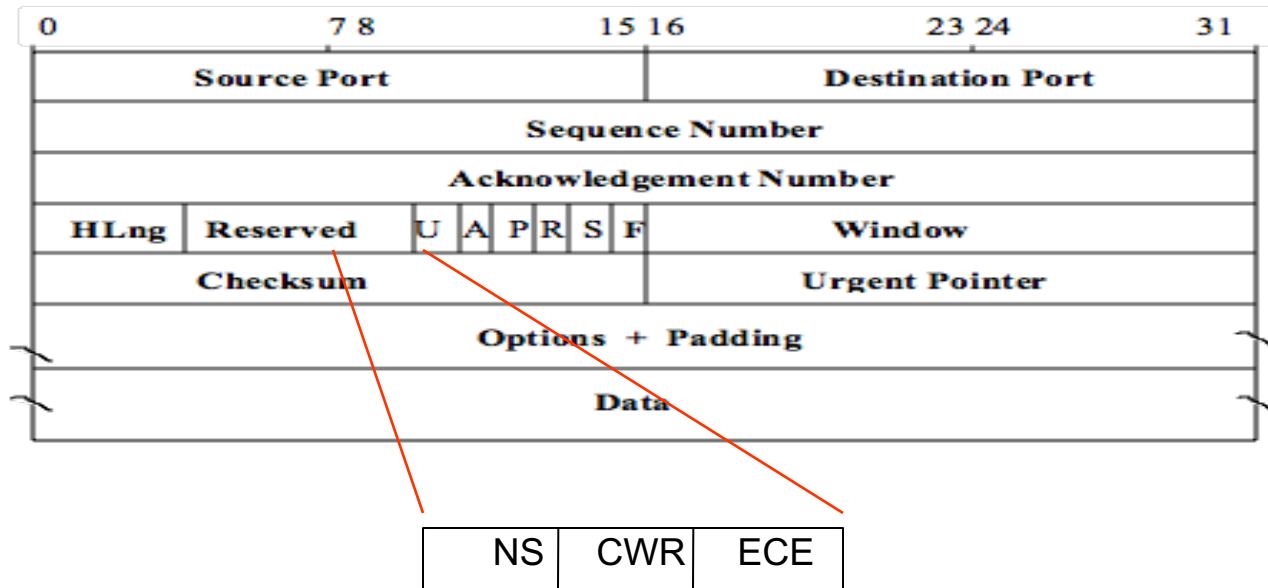 0 7 8 15 16 23 24 31
Source Port Destination Port
Sequence Number
Acknowledgement Number
HLng Reserved U A P R S F Window
Checksum Urgent Pointer
Options + Padding
Data
NS CWR ECE